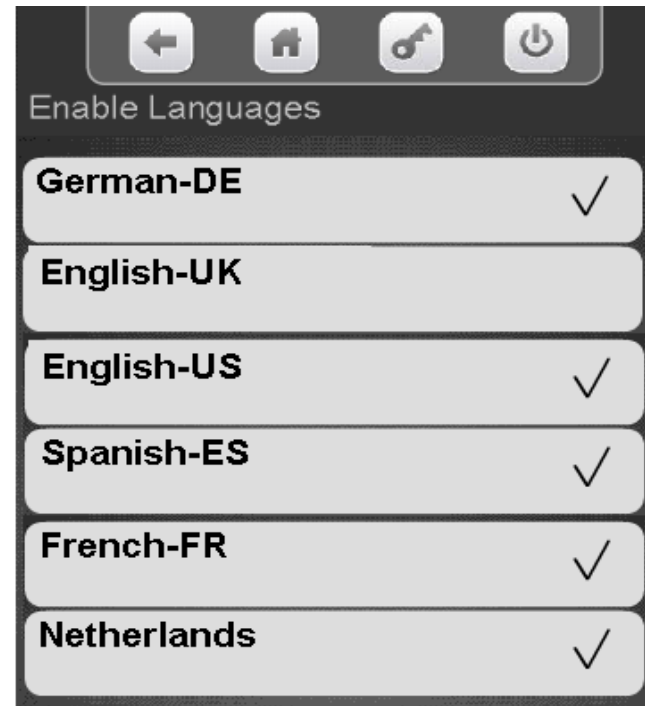 Enable Languages
German-DE
English-UK
English-US
Spanish-ES
French-FR
Netherlands